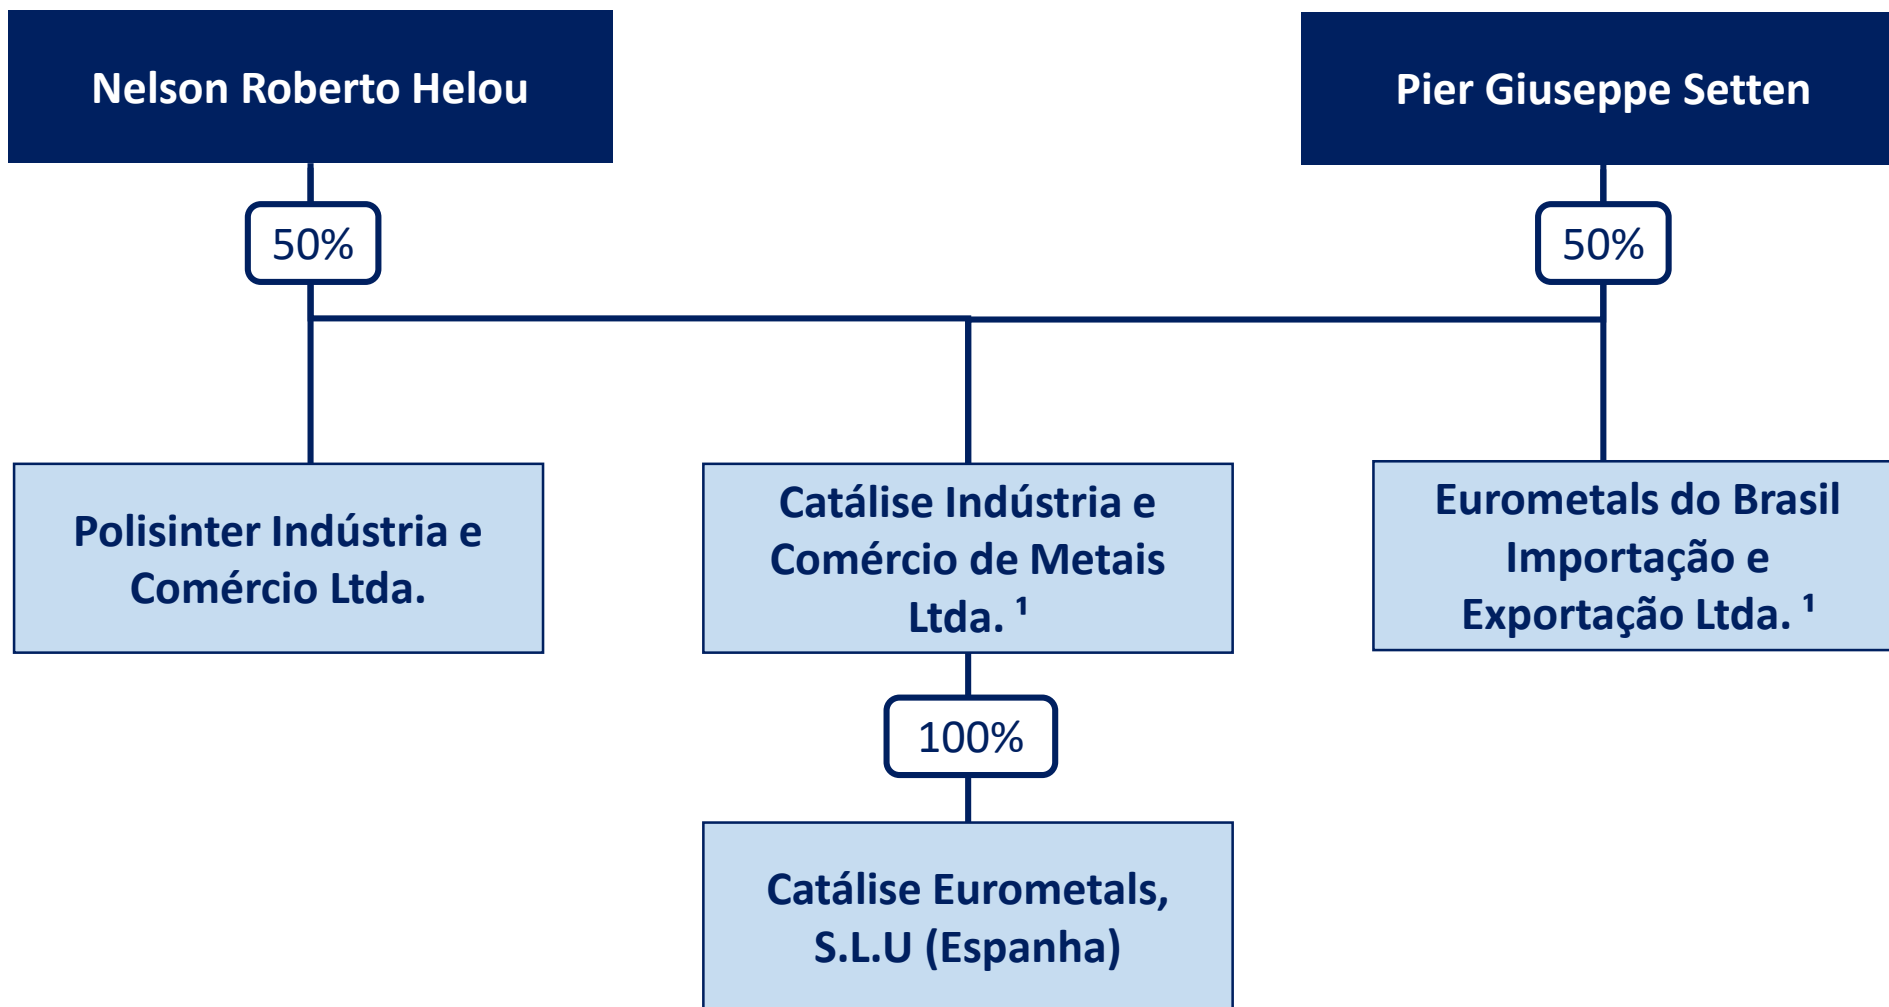 Nelson Roberto Helou
Pier Giuseppe Setten
50%
50%
Polisinter Indústria e
Comércio Ltda.
Catálise Indústria e
Comércio de Metais
Ltda. ¹
Eurometals do Brasil
Importação e
Exportação Ltda. ¹
100%
Catálise Eurometals,
S.L.U (Espanha)